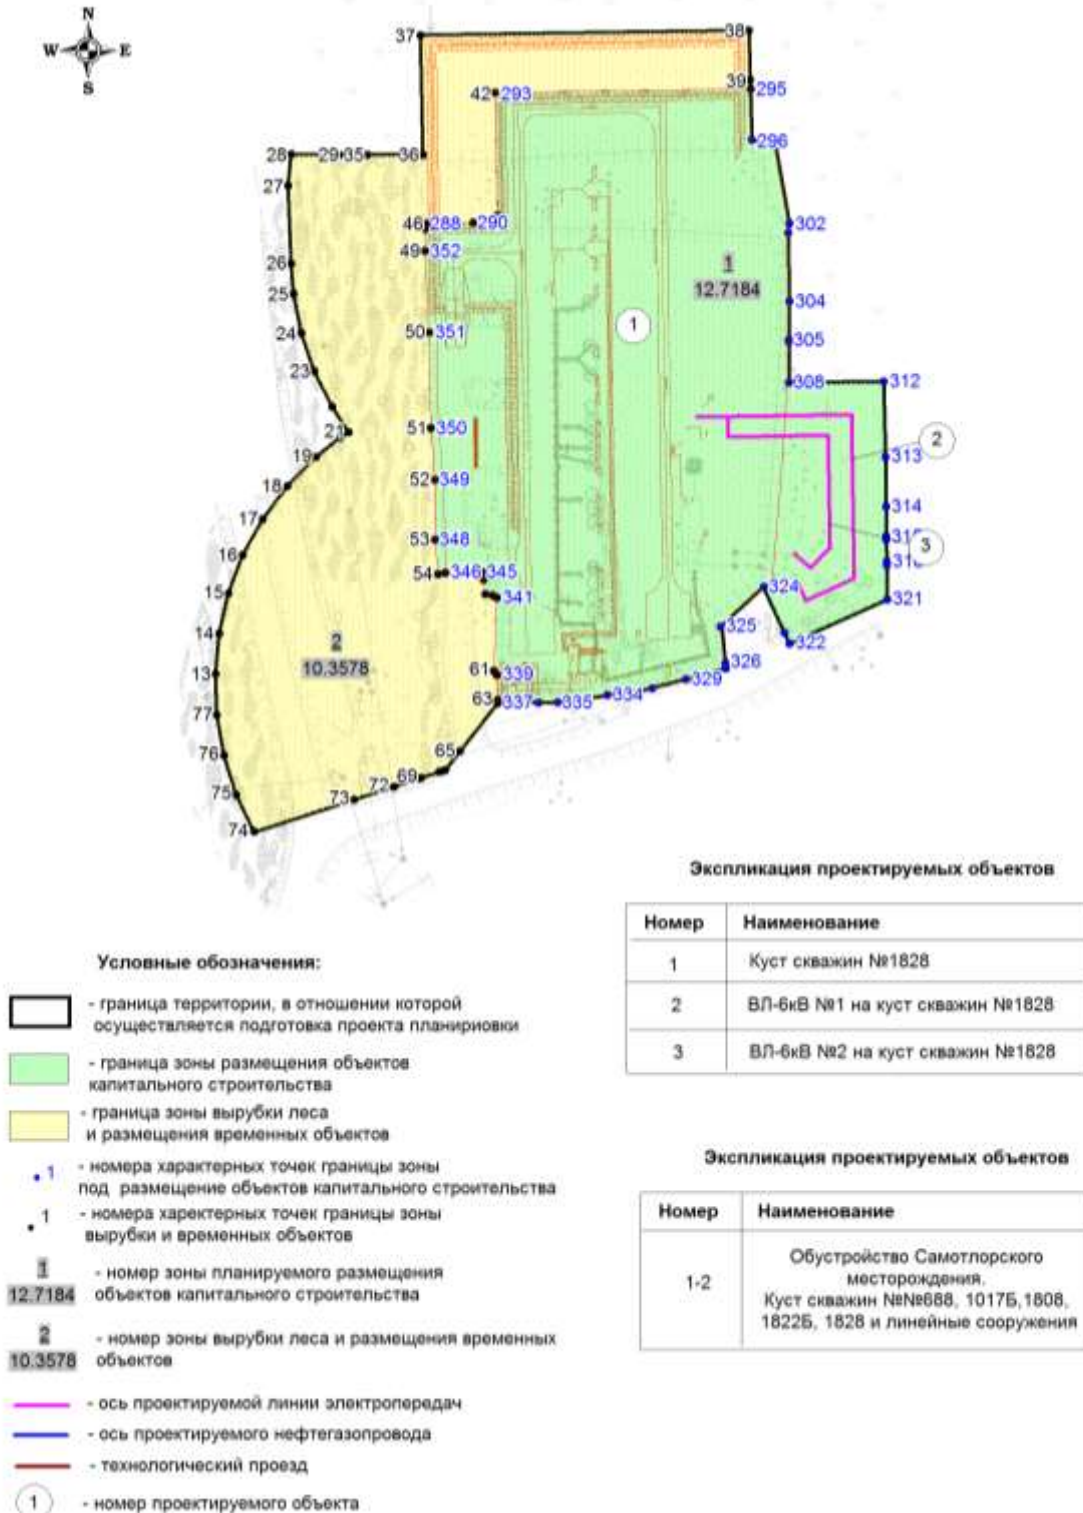 N
W E
S
37
38
39
295
42 293
296
28 29 35 36
27
46 288 290
302
49 352
26
1
12.7184
25
304
24
50 351
1
305
23
308
312
21
51 350
2
19
313
18
52 349
314
17
315
53 348
3
16
316
54 346 345
15
324
341
321
14
325
322
2
10.3578
326
13
61 339
329
77
63 337 335 334
76
65
69
72
75
73
74
Экспликация проектируемых объектов
Номер Наименование
1 Куст скважин №1828
2 ВЛ-6кВ №1 на куст скважин №1828
3 ВЛ-6кВ №2 на куст скважин №1828
Условные обозначения:
- граница территории, в отношении которой
осуществляется подготовка проекта планириовки
- граница зоны размещения объектов
капитального строительства
- граница зоны вырубки леса
и размещения временных объектов
1 - номера характерных точек границы зоны
под размещение объектов капитального строительства
1 - номера харектерных точек границы зоны
вырубки и временных объектов
1
12.7184
- номер зоны планируемого размещения
объектов капитального строительства
2
10.3578
- номер зоны вырубки леса и размещения временных
объектов
- ось проектируемой линии электропередач
- ось проектируемого нефтегазопровода
- технологический проезд
1 - номер проектируемого объекта
Экспликация проектируемых объектов
Номер Наименование
1-2
Обустройство Самотлорского
месторождения.
Куст скважин №№688, 1017Б,1808,
1822Б, 1828 и линейные сооружения